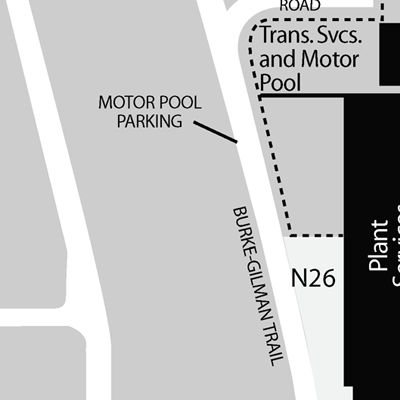 ROAD
Trans. Svcs.
and Motor
Pool
MOTOR POOL
PARKING
BURKE-GILMAN TRAIL
N26
Plant
Services